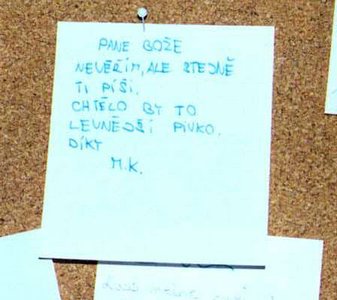 PANE BOŽE
NEVĚŘÍM, ALE STEJNĚ
TI PÍŠI.
CHTĚLO BY TO
LEVNĚJŠÍ PIVKO.
DÍKY
M.K.